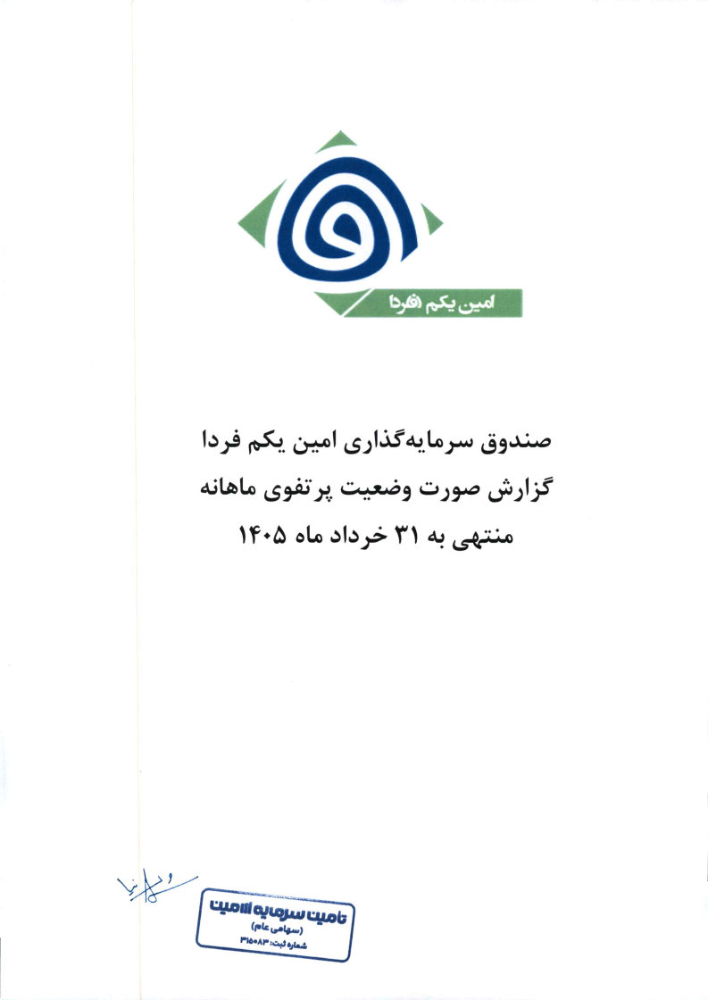 امین یکم فردا
صندوق سرمایه‌گذاری امین یکم فردا
گزارش صورت وضعیت پرتفوی ماهانه
منتهی به ۳۱ خرداد ماه ۱۴۰۵
تامین سرمایه امین
(سهامی عام)
شماره ثبت: ۳۱۵۰۸۳